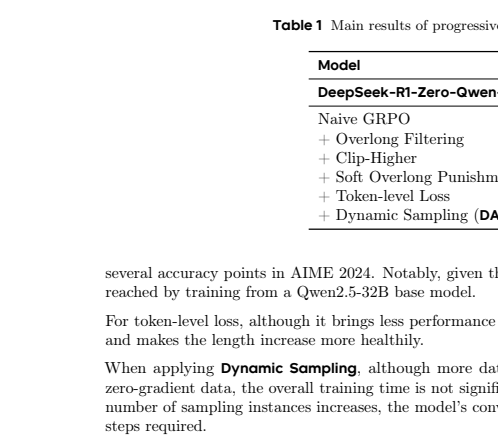 Table 1 Main results of progressive
Model
DeepSeek-R1-Zero-Qwen-
Naive GRPO
+ Overlong Filtering
+ Clip-Higher
+ Soft Overlong Punishm
+ Token-level Loss
+ Dynamic Sampling (DA
several accuracy points in AIME 2024. Notably, given th
reached by training from a Qwen2.5-32B base model.
For token-level loss, although it brings less performance
and makes the length increase more healthily.
When applying Dynamic Sampling, although more dat
zero-gradient data, the overall training time is not signifi
number of sampling instances increases, the model's conv
steps required.